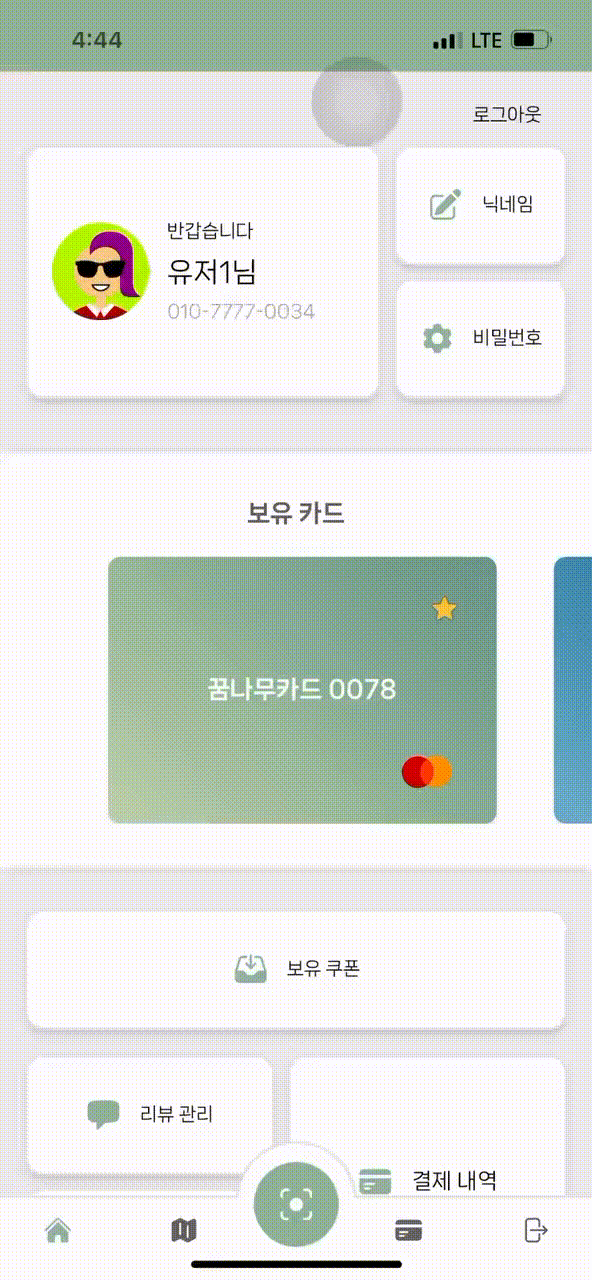 4:44
LTE
로그아웃
반갑습니다
유저1님
010-7777-0034
닉네임
비밀번호
보유 카드
꿈나무카드 0078
보유 쿠폰
리뷰 관리
결제 내역